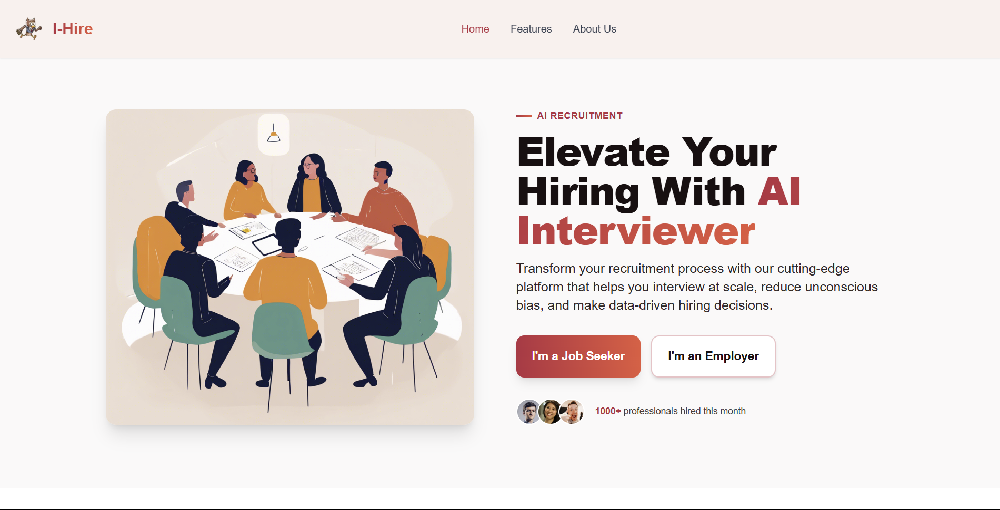 I-Hire
Home
Features
About Us
AI RECRUITMENT
Elevate Your
Hiring With AI
Interviewer
Transform your recruitment process with our cutting-edge
platform that helps you interview at scale, reduce unconscious
bias, and make data-driven hiring decisions.
I'm a Job Seeker
I'm an Employer
1000+ professionals hired this month